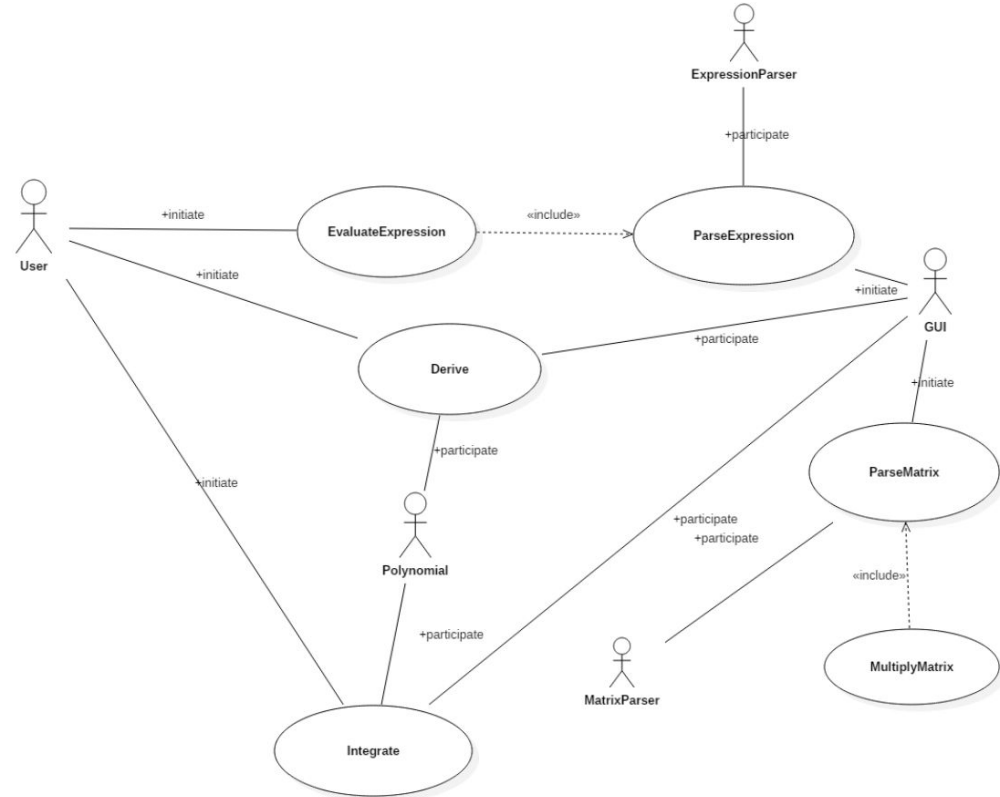 ExpressionParser
+participate
+initiate
EvaluateExpression
«include»
ParseExpression
User
+initiate
+initiate
GUI
+participate
Derive
+initiate
+participate
ParseMatrix
+initiate
+participate
+participate
Polynomial
«include»
+participate
MatrixParser
MultiplyMatrix
Integrate